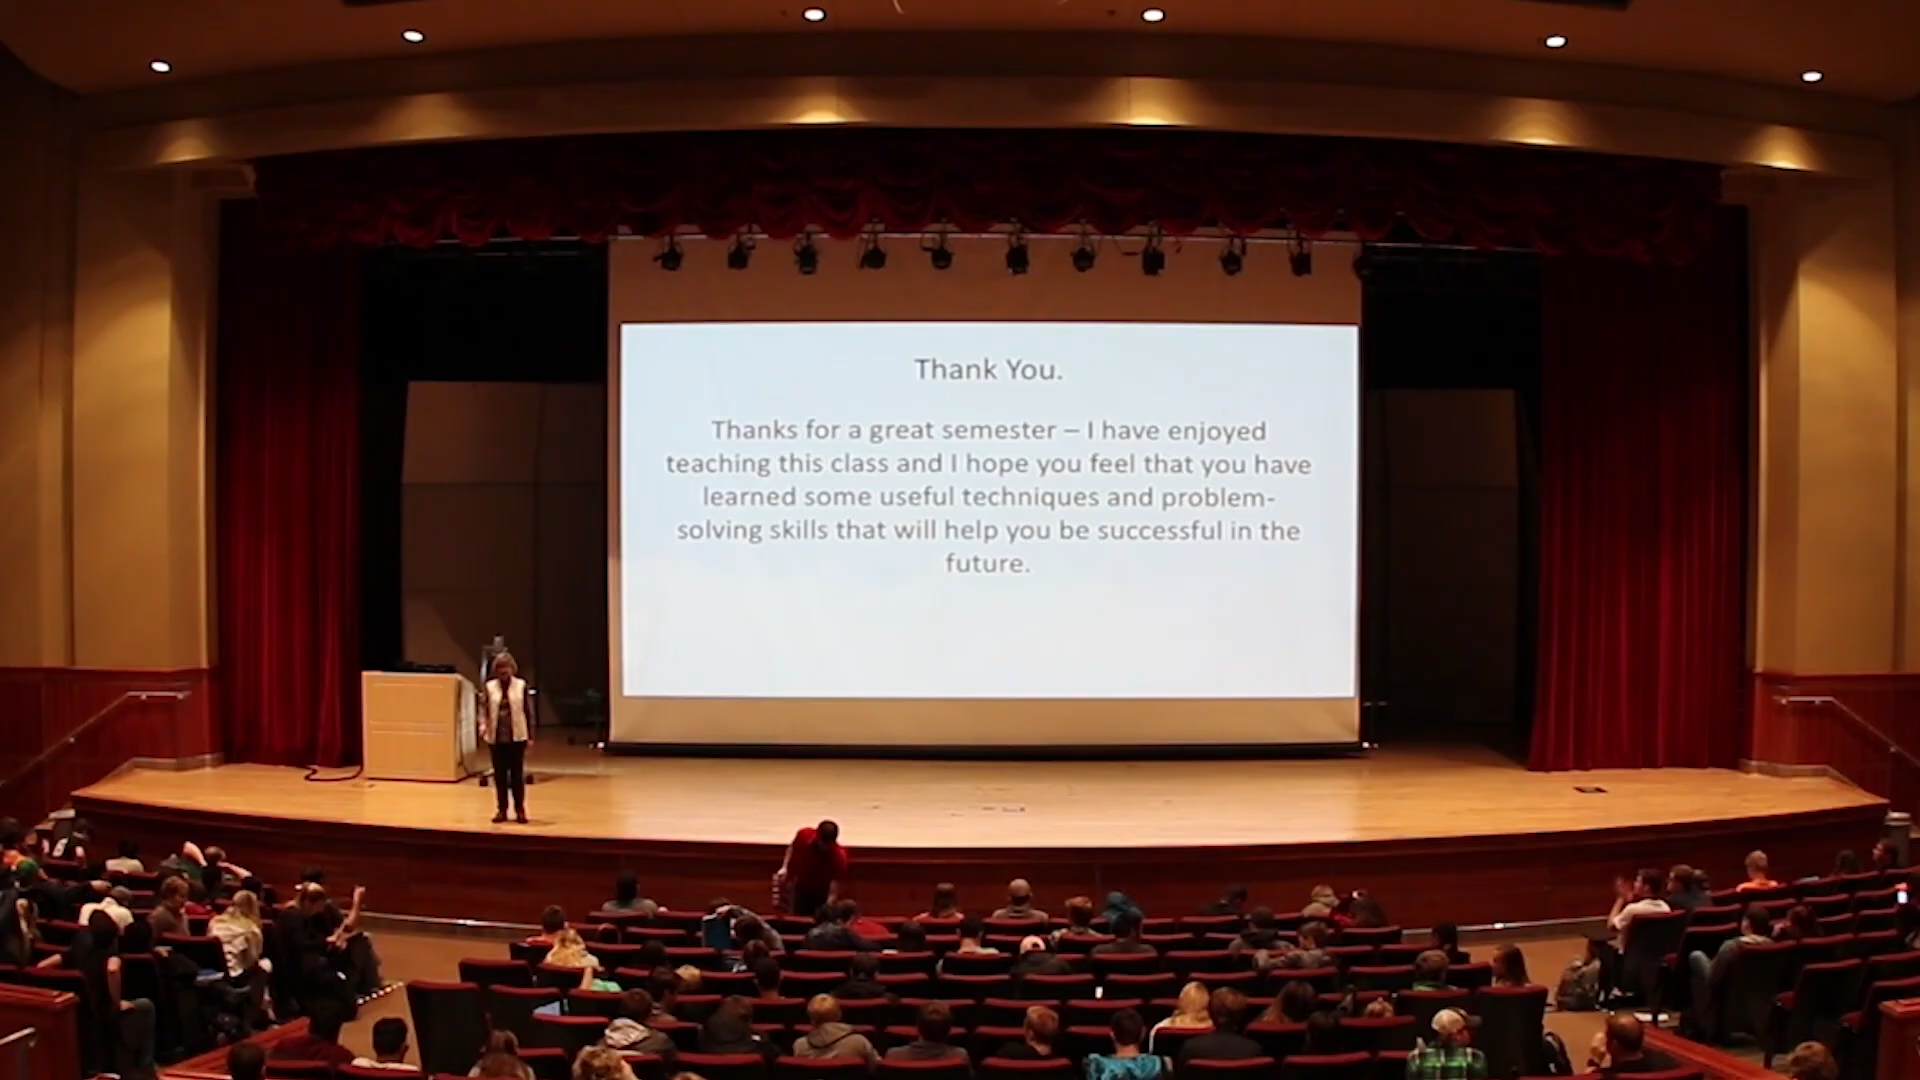 Thank You.
Thanks for a great semester – I have enjoyed
teaching this class and I hope you feel that you have
learned some useful techniques and problem-
solving skills that will help you be successful in the
future.